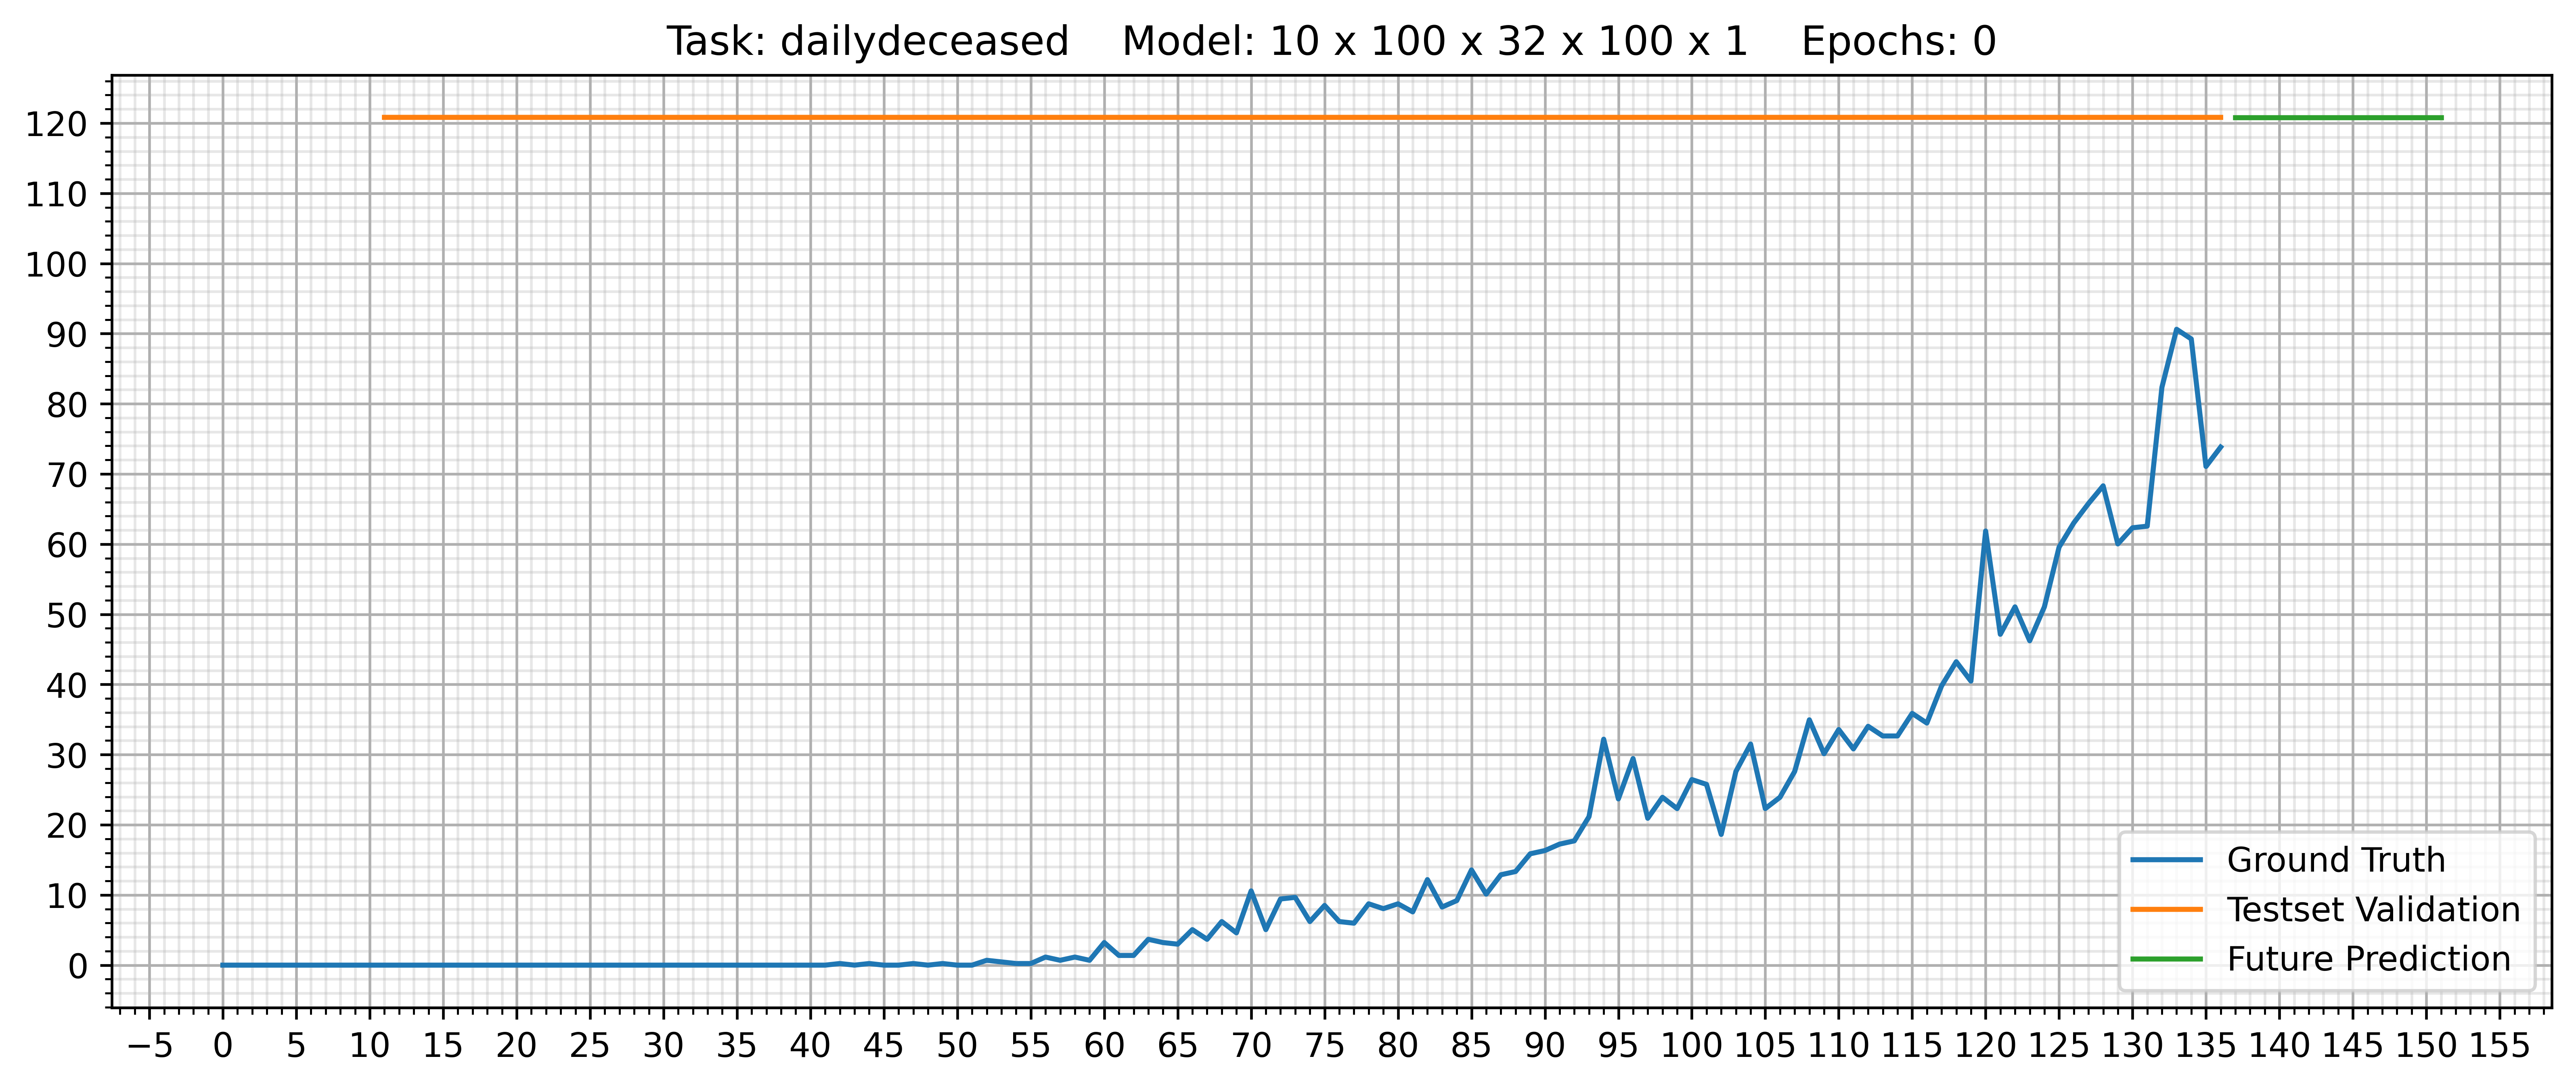 Task: dailydeceased    Model: 10 x 100 x 32 x 100 x 1    Epochs: 0
120
110
100
90
80
70
60
50
40
30
20
10
0
Ground Truth
Testset Validation
Future Prediction
−5 0 5 10 15 20 25 30 35 40 45 50 55 60 65 70 75 80 85 90 95 100 105 110 115 120 125 130 135 140 145 150 155